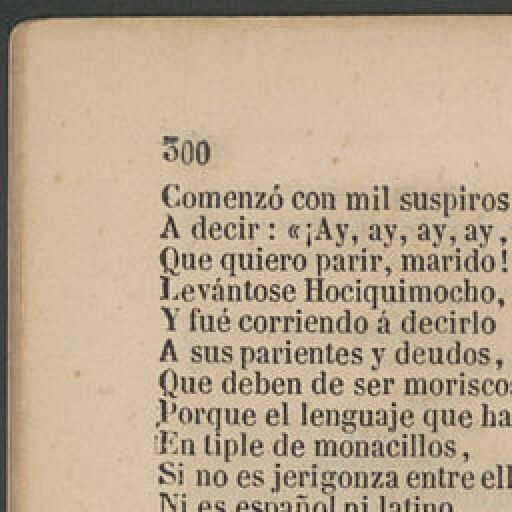 300
Comenzó con mil suspiros
A decir : «¡Ay, ay, ay, ay,
Que quiero parir, marido!
Levántose Hociquimocho,
Y fué corriendo á decirlo
A sus parientes y deudos,
Que deben de ser morisco
Porque el lenguaje que ha
En tiple de monacillos,
Si no es jerigonza entre ell
Ni es español ni latino